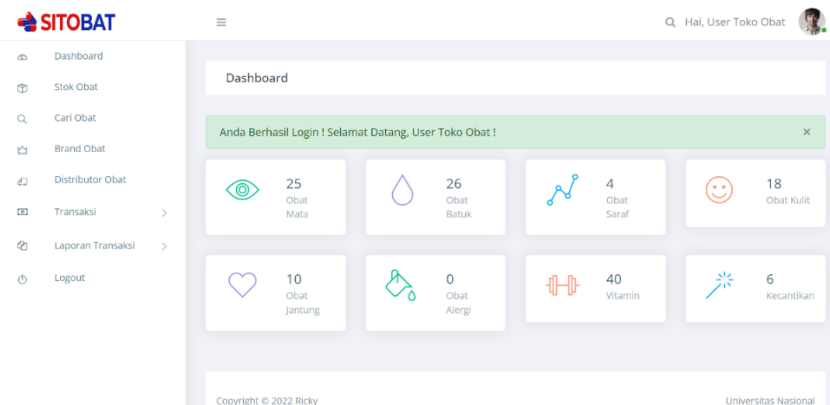 SITOBAT
Hai, User Toko Obat
Dashboard
Stok Obat
Cari Obat
Brand Obat
Distributor Obat
Transaksi
Laporan Transaksi
Logout
Dashboard
Anda Berhasil Login ! Selamat Datang, User Toko Obat !
×
25
Obat
Mata
26
Obat
Batuk
4
Obat
Saraf
18
Obat Kulit
10
Obat
Jantung
0
Obat
Alergi
40
Vitamin
6
Kecantikan
Copyright © 2022 Ricky
Universitas Nasional